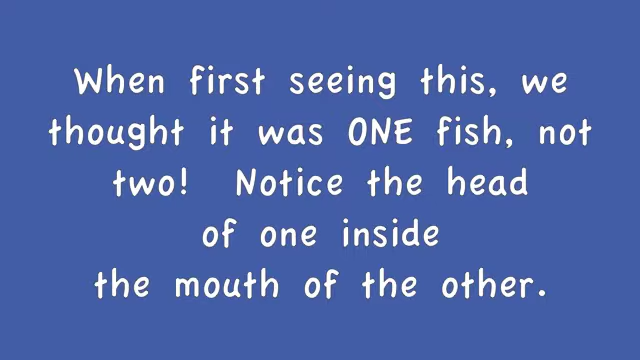 When first seeing this, we
thought it was ONE fish, not
two! Notice the head
of one inside
the mouth of the other.